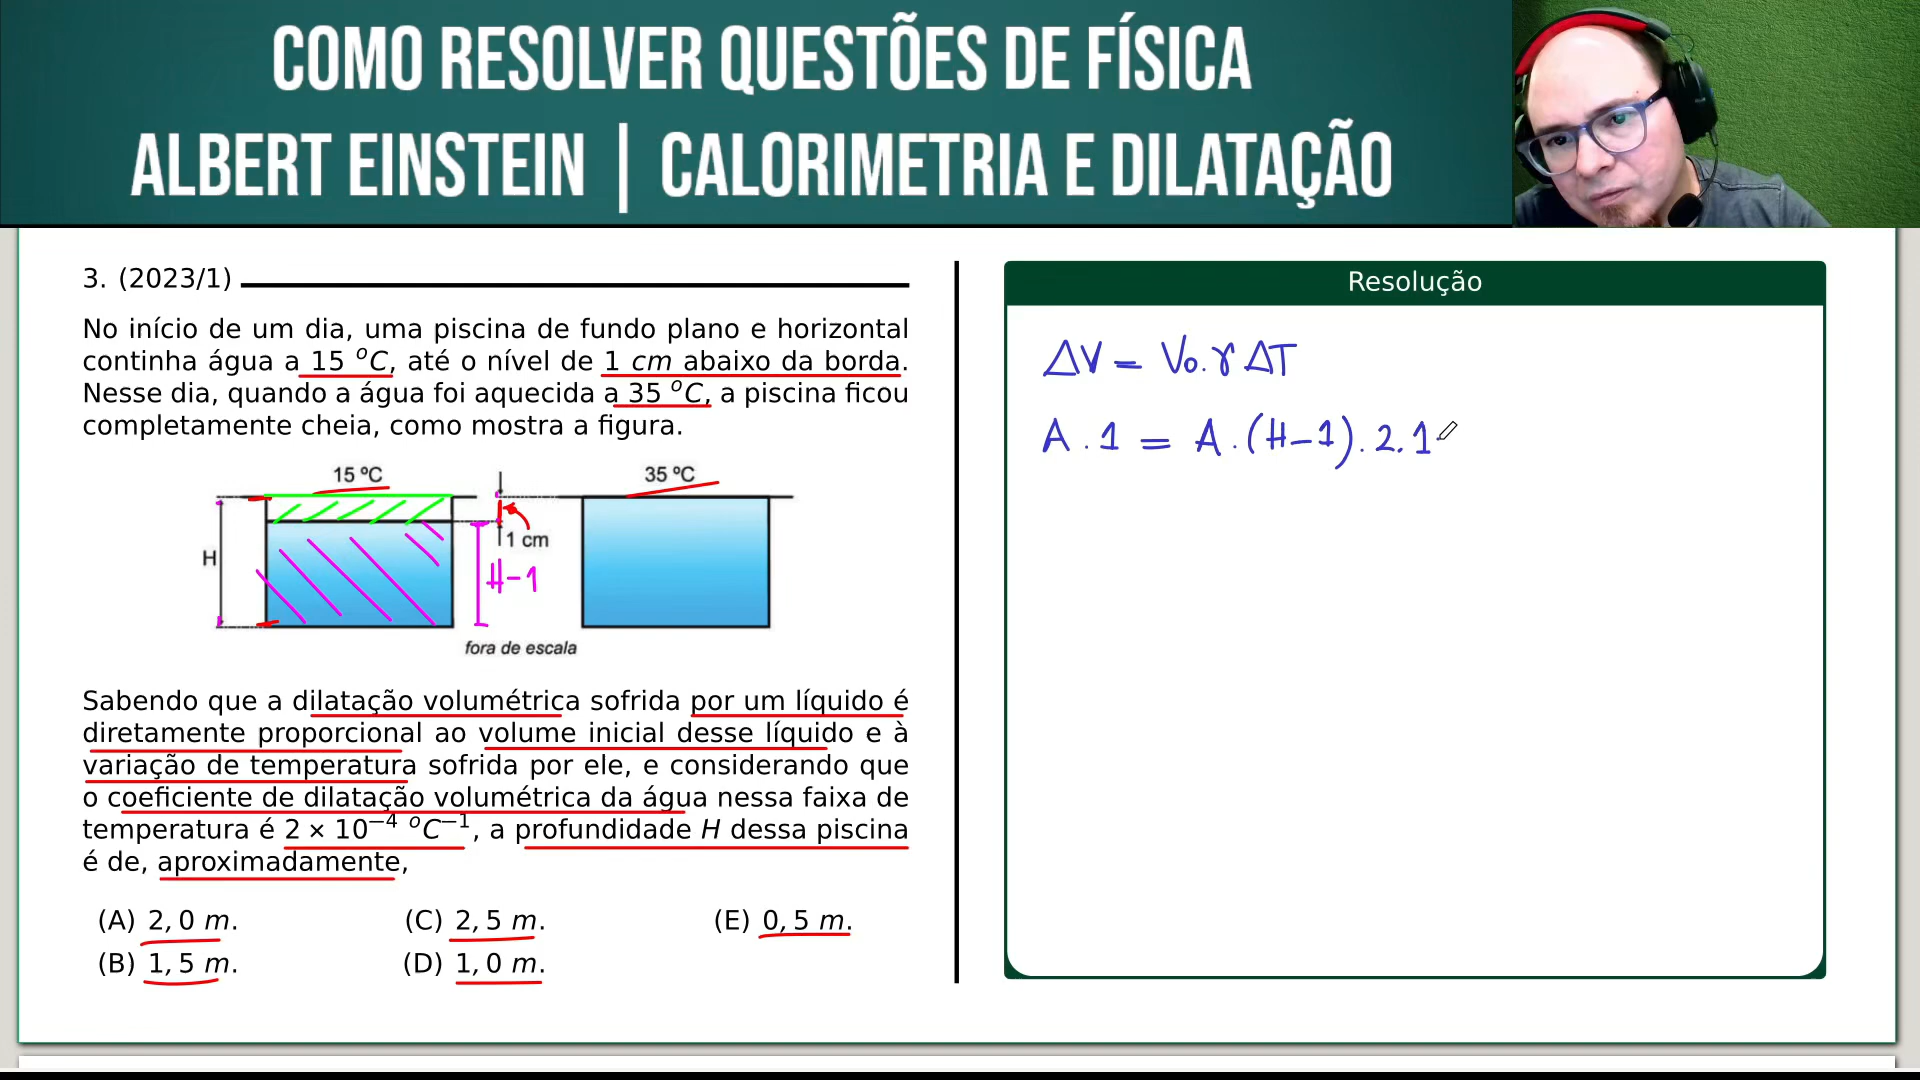 COMO RESOLVER QUESTÕES DE FÍSICA
ALBERT EINSTEIN | CALORIMETRIA E DILATAÇÃO
3. (2023/1)
No início de um dia, uma piscina de fundo plano e horizontal
continha água a 15 °C, até o nível de 1 cm abaixo da borda.
Nesse dia, quando a água foi aquecida a 35 °C, a piscina ficou
completamente cheia, como mostra a figura.
15 ºC
35 ºC
H
1 cm
H-1
fora de escala
Sabendo que a dilatação volumétrica sofrida por um líquido é
diretamente proporcional ao volume inicial desse líquido e à
variação de temperatura sofrida por ele, e considerando que
o coeficiente de dilatação volumétrica da água nessa faixa de
temperatura é 2 × 10⁻⁴ °C⁻¹, a profundidade H dessa piscina
é de, aproximadamente,
(A) 2,0 m. (C) 2,5 m. (E) 0,5 m.
(B) 1,5 m. (D) 1,0 m.
Resolução
ΔV = V₀.γΔT
A.1 = A.(H-1).2.1